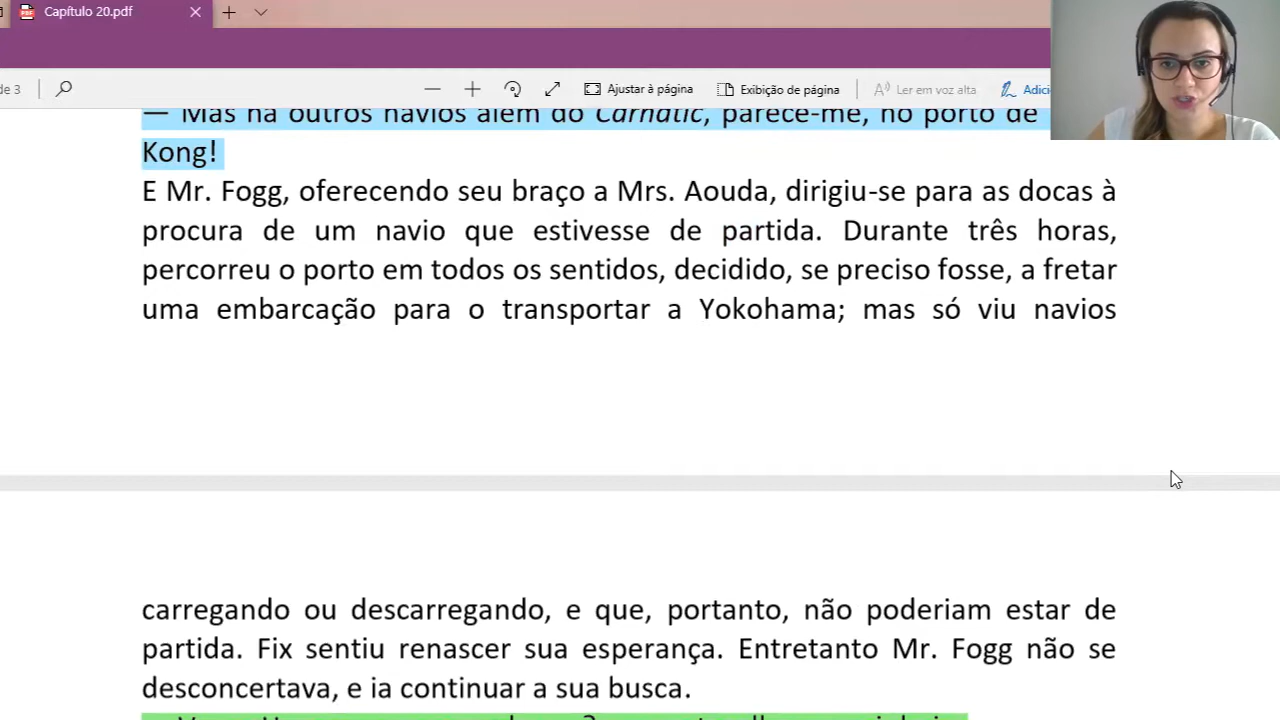 Capítulo 20.pdf
de 3
Ajustar à página
Exibição de página
Ler em voz alta
— Mas há outros navios além do Carnatic, parece-me, no porto de
Kong!
E Mr. Fogg, oferecendo seu braço a Mrs. Aouda, dirigiu-se para as docas à
procura de um navio que estivesse de partida. Durante três horas,
percorreu o porto em todos os sentidos, decidido, se preciso fosse, a fretar
uma embarcação para o transportar a Yokohama; mas só viu navios
carregando ou descarregando, e que, portanto, não poderiam estar de
partida. Fix sentiu renascer sua esperança. Entretanto Mr. Fogg não se
desconcertava, e ia continuar a sua busca.